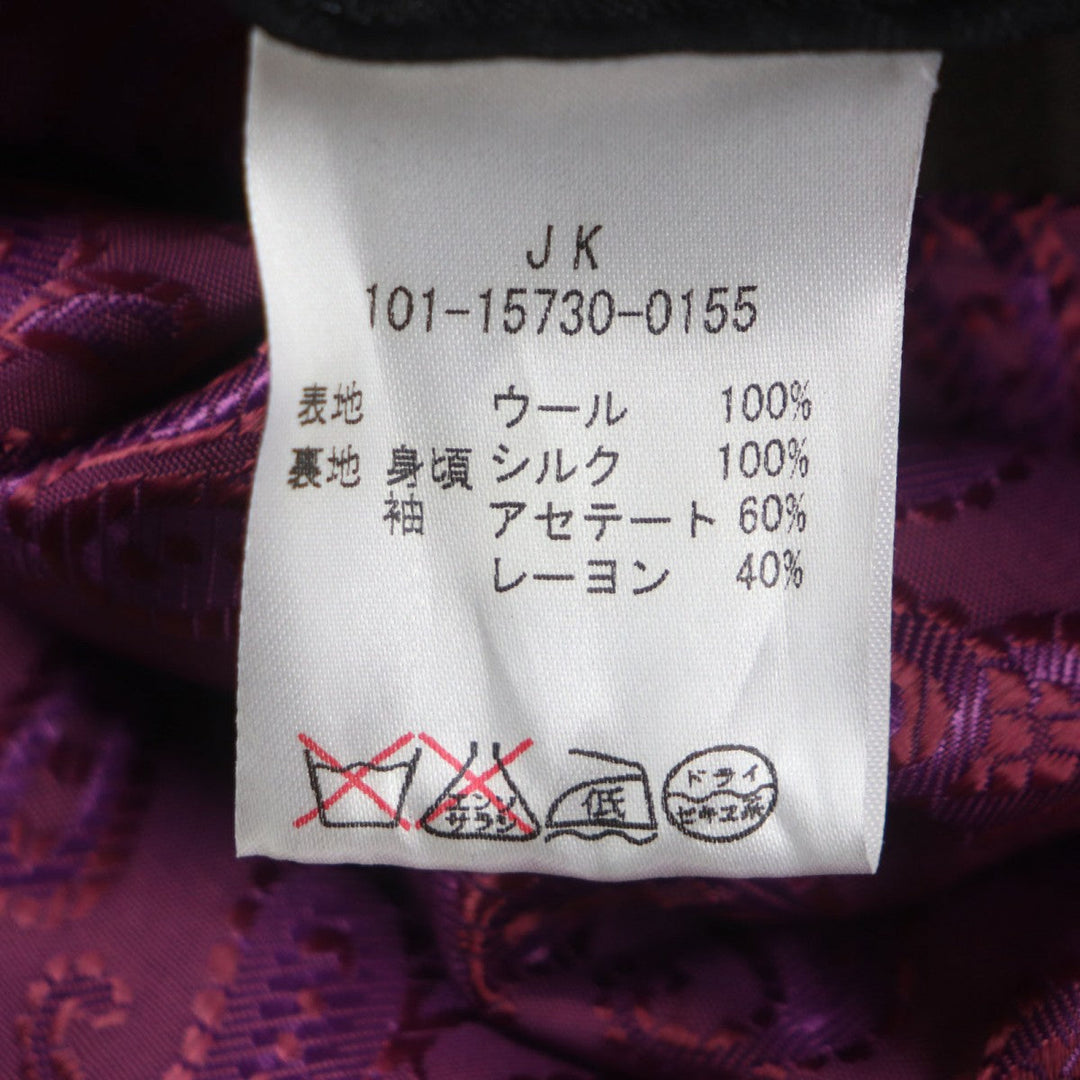 JK
101-15730-0155
表地 ウール 100%
裏地 身頃 シルク 100%
袖 アセテート 60%
レーヨン 40%
エンソ
サラシ
低
ドライ
セキユ系